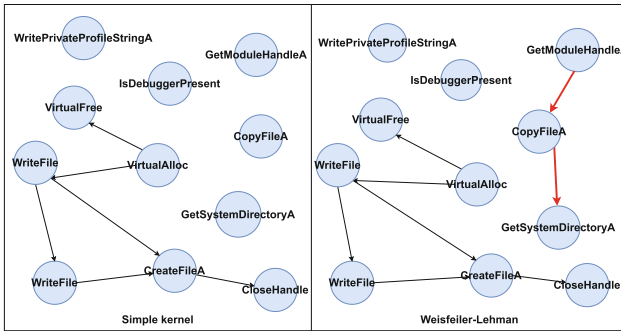 WritePrivateProfileStringA
GetModuleHandleA
IsDebuggerPresent
VirtualFree
CopyFileA
WriteFile
VirtualAlloc
GetSystemDirectoryA
CreateFileA
WriteFile
CloseHandle
Simple kernel
WritePrivateProfileStringA
GetModuleHandleA
IsDebuggerPresent
VirtualFree
CopyFileA
WriteFile
VirtualAlloc
GetSystemDirectoryA
CreateFileA
WriteFile
CloseHandle
Weisfeiler-Lehman